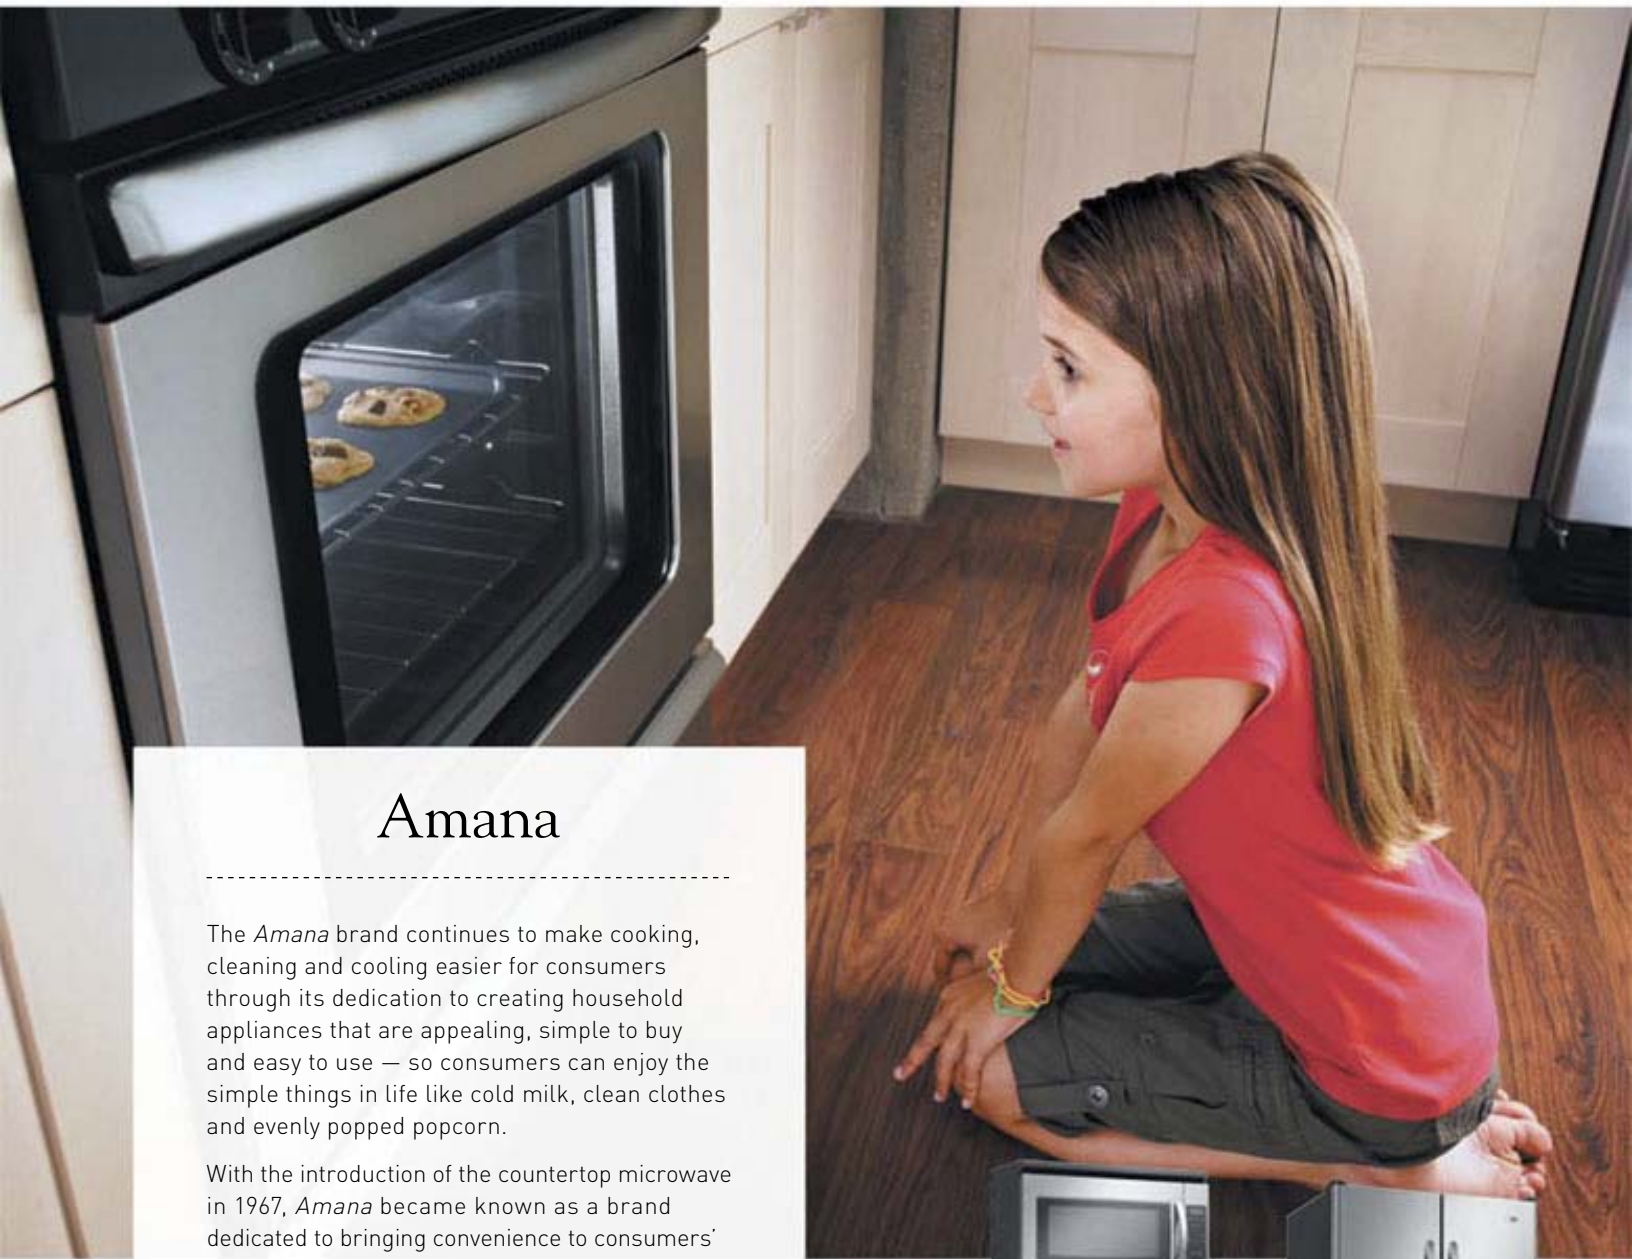 Amana
The Amana brand continues to make cooking,
cleaning and cooling easier for consumers
through its dedication to creating household
appliances that are appealing, simple to buy
and easy to use — so consumers can enjoy the
simple things in life like cold milk, clean clothes
and evenly popped popcorn.
With the introduction of the countertop microwave
in 1967, Amana became known as a brand
dedicated to bringing convenience to consumers’